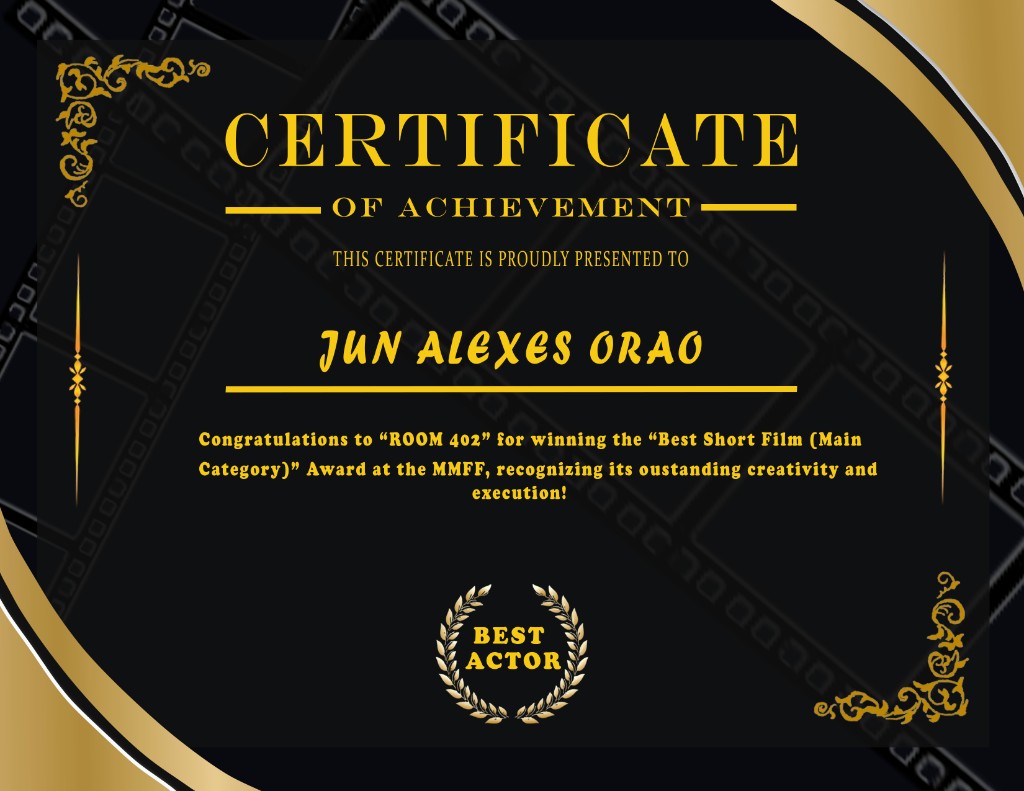 CERTIFICATE
OF ACHIEVEMENT
THIS CERTIFICATE IS PROUDLY PRESENTED TO
JUN ALEXES ORAO
Congratulations to “ROOM 402” for winning the “Best Short Film (Main
Category)” Award at the MMFF, recognizing its oustanding creativity and
execution!
BEST
ACTOR